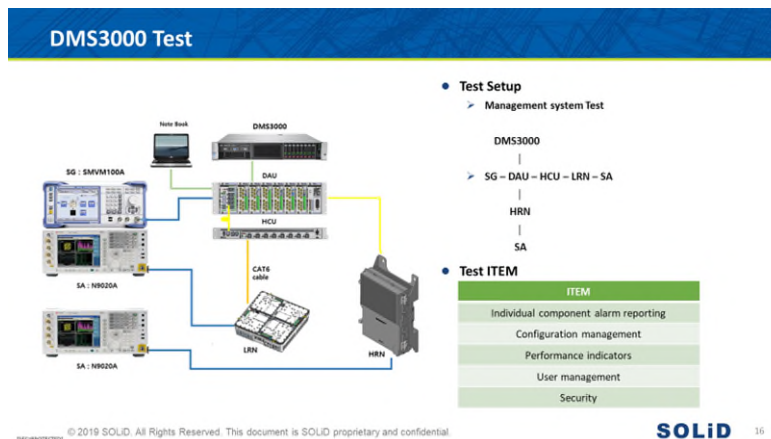 DMS3000 Test
Note Book
DMS3000
SG : SMVM100A
DAU
HCU
SA : N9020A
CAT6
cable
LRN
HRN
SA : N9020A
Test Setup
Management system Test
DMS3000
|
SG – DAU – HCU – LRN – SA
|
HRN
|
SA
Test ITEM
ITEM
Individual component alarm reporting
Configuration management
Performance indicators
User management
Security
© 2019 SOLiD. All Rights Reserved. This document is SOLiD proprietary and confidential
SOLiD
16